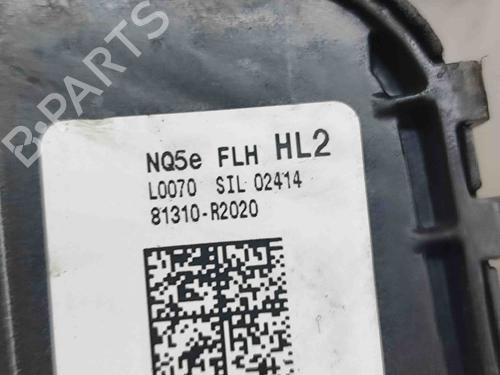 B-PARTS
NQ5e FLH HL2
L0070 SIL 02414
81310-R2020